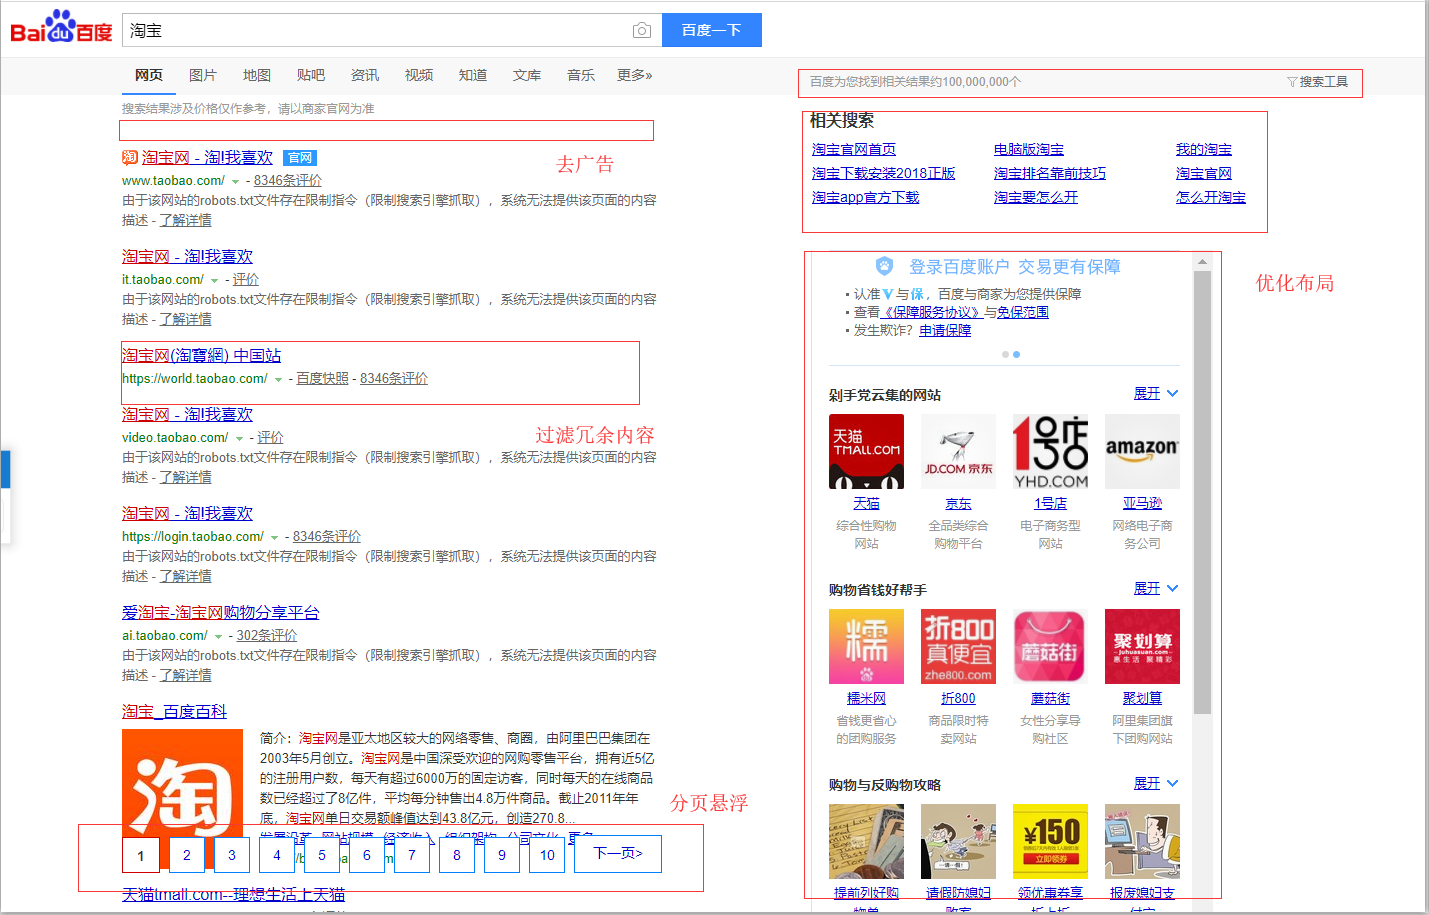 Bai du 百度
淘宝
百度一下
网页 图片 地图 贴吧 资讯 视频 知道 文库 音乐 更多»
百度为您找到相关结果约100,000,000个
搜索工具
搜索结果涉及价格仅作参考，请以商家官网为准
去广告
淘 淘宝网 - 淘!我喜欢 官网
www.taobao.com/ - 8346条评价
由于该网站的robots.txt文件存在限制指令（限制搜索引擎抓取），系统无法提供该页面的内容
描述 - 了解详情
淘宝网 - 淘!我喜欢
it.taobao.com/ - 评价
由于该网站的robots.txt文件存在限制指令（限制搜索引擎抓取），系统无法提供该页面的内容
描述 - 了解详情
淘宝网(淘寶網) 中国站
https://world.taobao.com/ - 百度快照 - 8346条评价
淘宝网 - 淘!我喜欢
过滤冗余内容
video.taobao.com/ - 评价
由于该网站的robots.txt文件存在限制指令（限制搜索引擎抓取），系统无法提供该页面的内容
描述 - 了解详情
淘宝网 - 淘!我喜欢
https://login.taobao.com/ - 8346条评价
由于该网站的robots.txt文件存在限制指令（限制搜索引擎抓取），系统无法提供该页面的内容
描述 - 了解详情
爱淘宝-淘宝网购物分享平台
ai.taobao.com/ - 302条评价
由于该网站的robots.txt文件存在限制指令（限制搜索引擎抓取），系统无法提供该页面的内容
描述 - 了解详情
淘宝_百度百科
淘
简介：淘宝网是亚太地区较大的网络零售、商圈，由阿里巴巴集团在
2003年5月创立。淘宝网是中国深受欢迎的网购零售平台，拥有近5亿
的注册用户数，每天有超过6000万的固定访客，同时每天的在线商品
数已经超过了8亿件，平均每分钟售出4.8万件商品。截止2011年年
底，淘宝网单日交易额峰值达到43.8亿元，创造270.8...
发展沿革 网站规模 经济收入 组织架构 公司文化 更多
分页悬浮
1 2 3 4 5 6 7 8 9 10 下一页>
天猫tmall.com--理想生活上天猫
相关搜索
淘宝官网首页 电脑版淘宝 我的淘宝
淘宝下载安装2018正版 淘宝排名靠前技巧 淘宝官网
淘宝app官方下载 淘宝要怎么开 怎么开淘宝
优化布局
登录百度账户 交易更有保障
认准V与保，百度与商家为您提供保障
查看《保障服务协议》与免保范围
发生欺诈？ 申请保障
剁手党云集的网站 展开
天猫 TMALL.COM
JD.COM 京东
1号店 YHD.COM
amazon
天猫 京东 1号店 亚马逊
综合性购物 全品类综合 电子商务型 网络电子商
网站 购物平台 网站 务公司
购物省钱好帮手 展开
糯
折800 真便宜 zhe800.com
蘑菇街
聚划算 juhuasuan.com 惠生活 聚精彩
糯米网 折800 蘑菇街 聚划算
省钱更省心 商品限时特 女性分享导 阿里集团旗
的团购服务 卖网站 购社区 下团购网站
购物与反购物攻略 展开
¥150
立即领券
提前列好购 请假防媳妇 领优惠券享 报废媳妇支